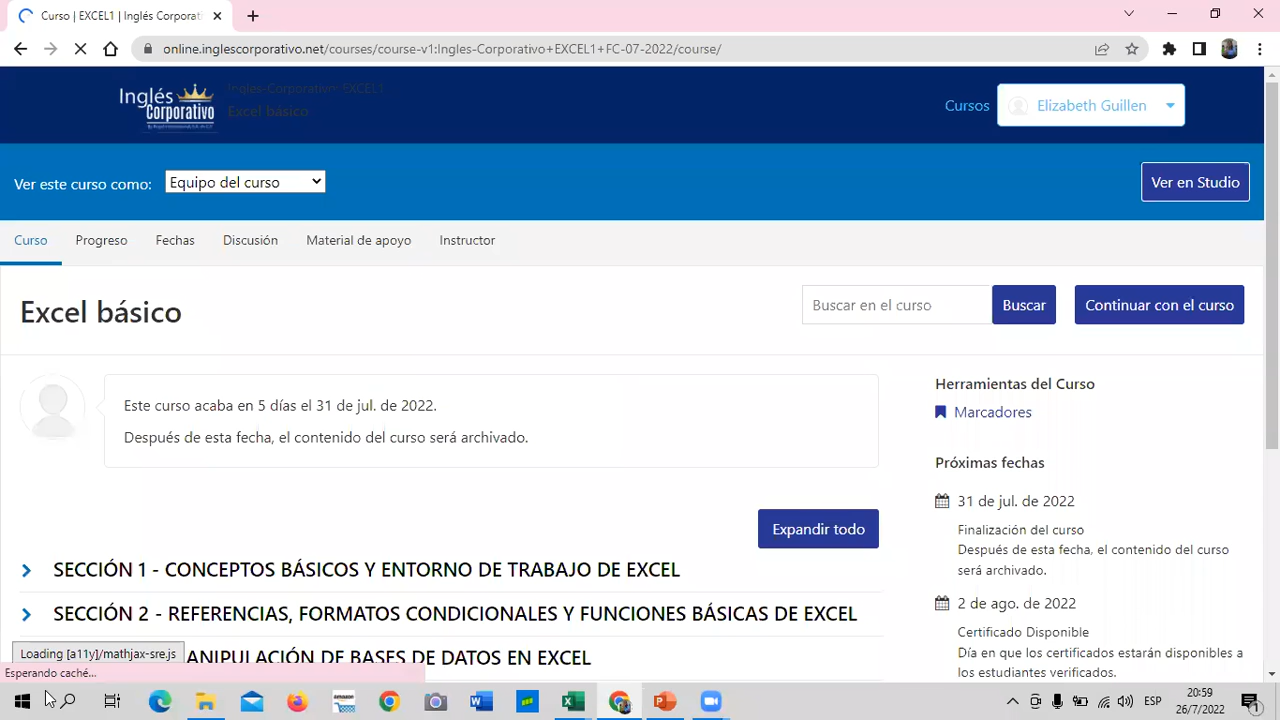 Curso | EXCEL1 | Inglés Corporati
online.inglescorporativo.net/courses/course-v1:Ingles-Corporativo+EXCEL1+FC-07-2022/course/
Inglés
Corporativo
Ingles-Corporativo: EXCEL1
Excel básico
Cursos
Elizabeth Guillen
Ver este curso como:
Equipo del curso
Ver en Studio
Curso
Progreso
Fechas
Discusión
Material de apoyo
Instructor
Excel básico
Buscar en el curso
Buscar
Continuar con el curso
Este curso acaba en 5 días el 31 de jul. de 2022.
Después de esta fecha, el contenido del curso será archivado.
Herramientas del Curso
Marcadores
Próximas fechas
31 de jul. de 2022
Finalización del curso
Después de esta fecha, el contenido del curso
será archivado.
2 de ago. de 2022
Certificado Disponible
Día en que los certificados estarán disponibles a
los estudiantes verificados.
Expandir todo
SECCIÓN 1 - CONCEPTOS BÁSICOS Y ENTORNO DE TRABAJO DE EXCEL
SECCIÓN 2 - REFERENCIAS, FORMATOS CONDICIONALES Y FUNCIONES BÁSICAS DE EXCEL
ANIPULACIÓN DE BASES DE DATOS EN EXCEL
Loading [a11y]/mathjax-sre.js
Esperando caché...
ESP
20:59
26/7/2022